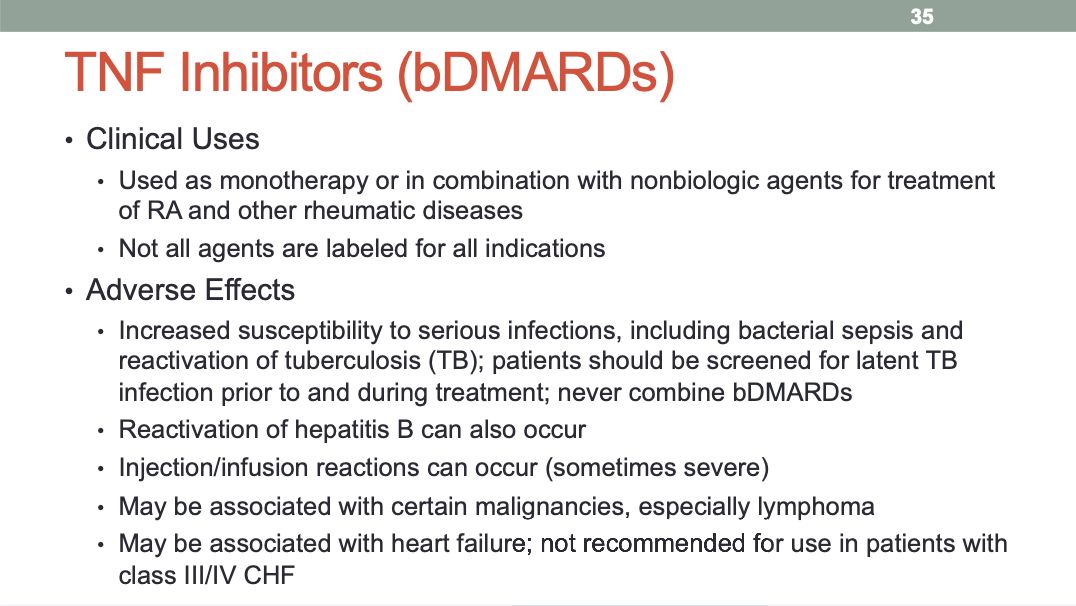 35
TNF Inhibitors (bDMARDs)
• Clinical Uses
• Used as monotherapy or in combination with nonbiologic agents for treatment
of RA and other rheumatic diseases
• Not all agents are labeled for all indications
• Adverse Effects
• Increased susceptibility to serious infections, including bacterial sepsis and
reactivation of tuberculosis (TB); patients should be screened for latent TB
infection prior to and during treatment; never combine bDMARDs
• Reactivation of hepatitis B can also occur
• Injection/infusion reactions can occur (sometimes severe)
• May be associated with certain malignancies, especially lymphoma
• May be associated with heart failure; not recommended for use in patients with
class III/IV CHF